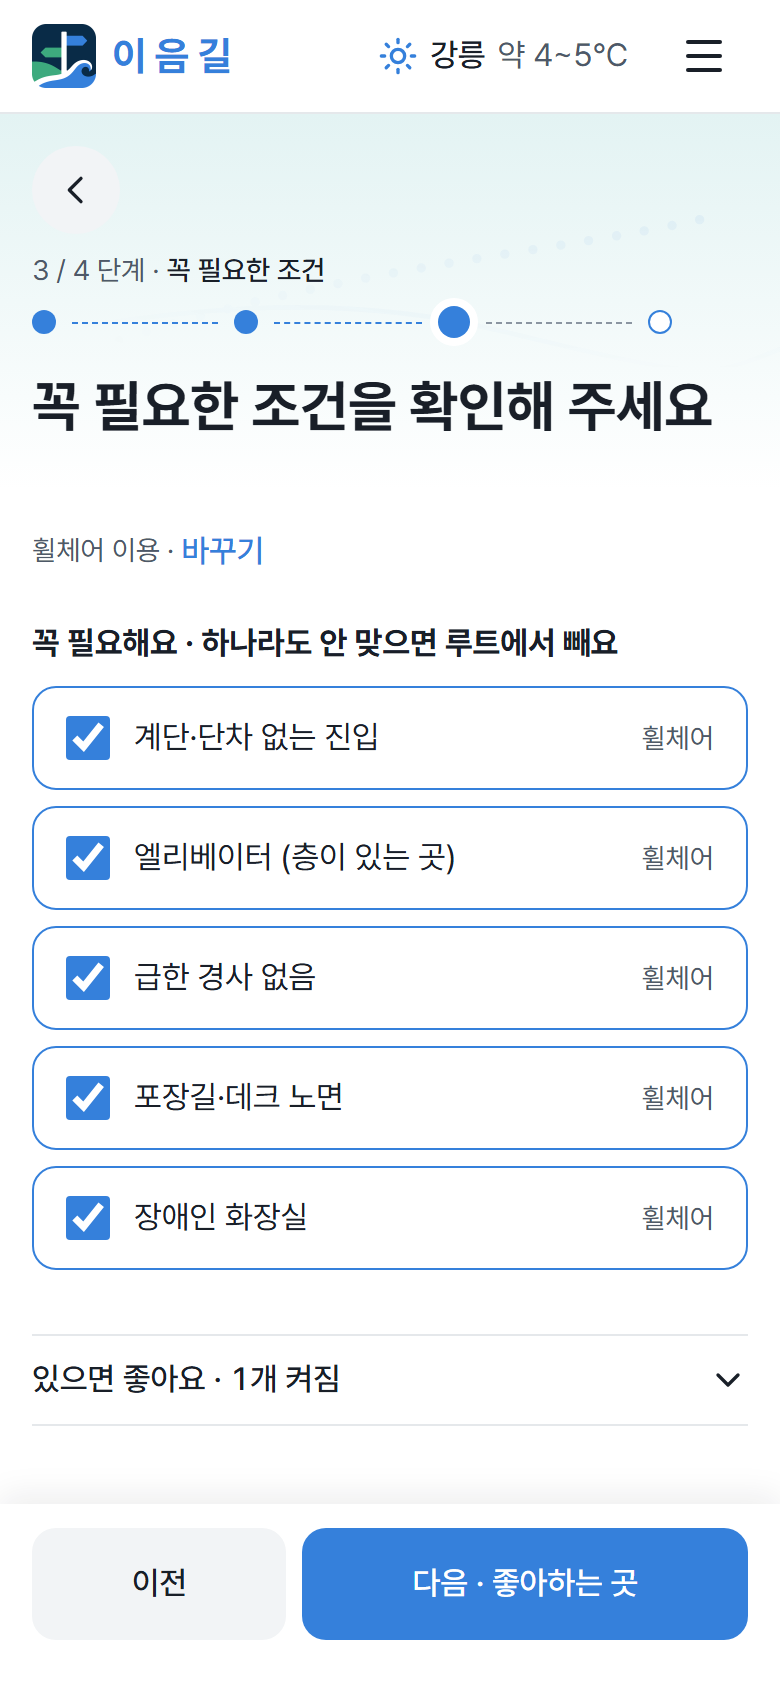 이음길
강릉 약 4~5°C
3 / 4 단계 · 꼭 필요한 조건
꼭 필요한 조건을 확인해 주세요
휠체어 이용 · 바꾸기
꼭 필요해요 · 하나라도 안 맞으면 루트에서 빼요
계단·단차 없는 진입 휠체어
엘리베이터 (층이 있는 곳) 휠체어
급한 경사 없음 휠체어
포장길·데크 노면 휠체어
장애인 화장실 휠체어
있으면 좋아요 · 1개 켜짐
이전
다음 · 좋아하는 곳